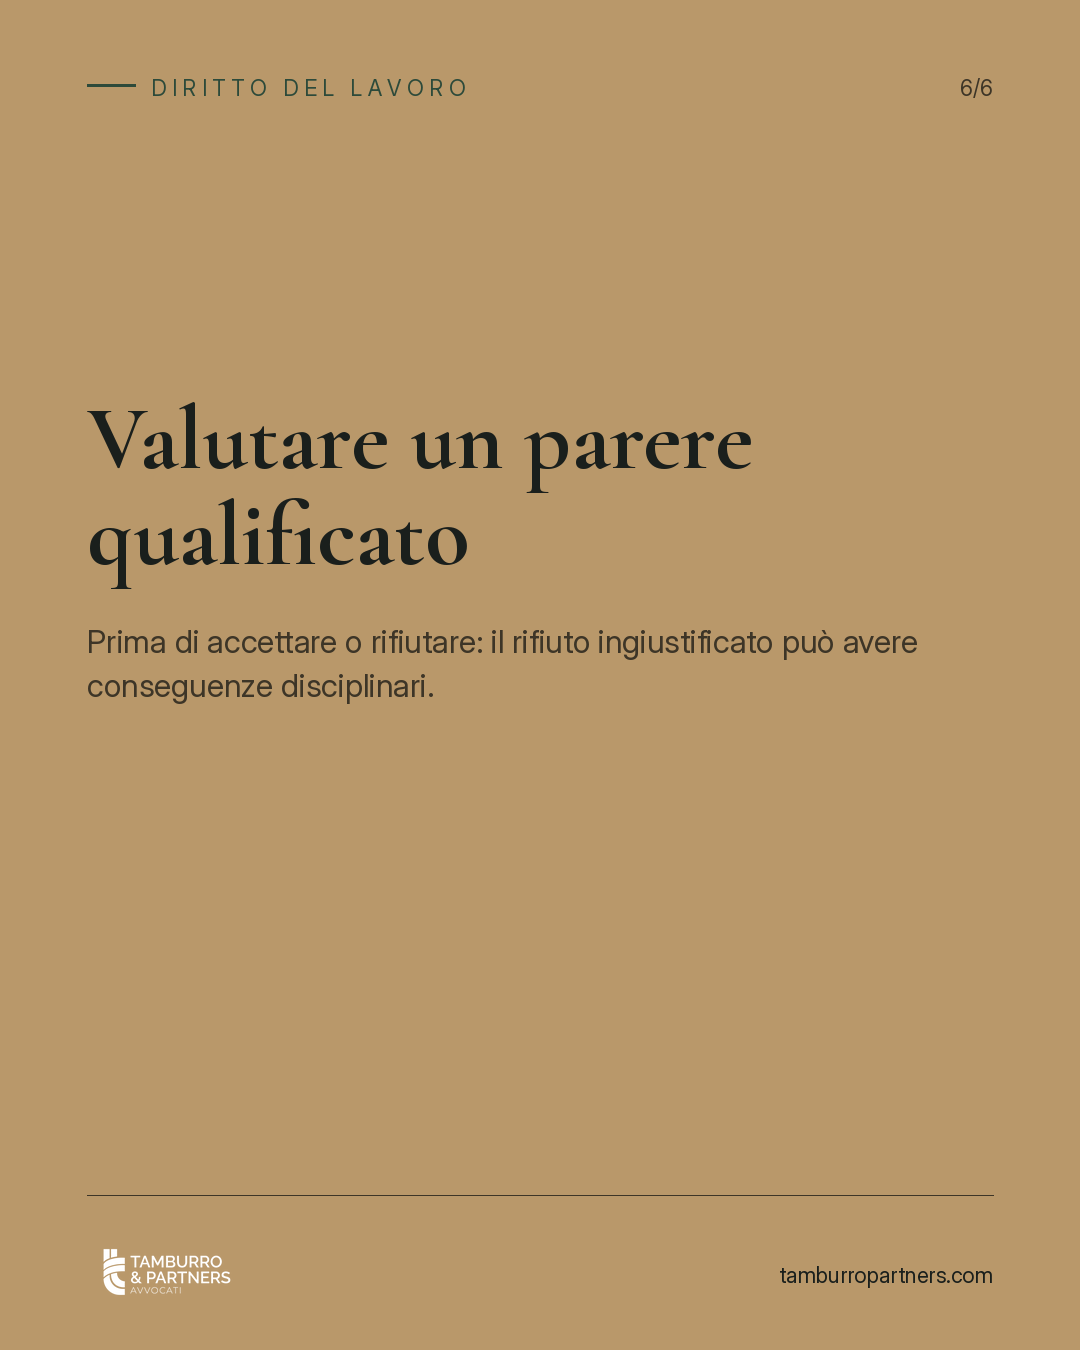 DIRITTO DEL LAVORO
6/6
Valutare un parere
qualificato
Prima di accettare o rifiutare: il rifiuto ingiustificato può avere
conseguenze disciplinari.
TAMBURRO
& PARTNERS
AVVOCATI
tamburropartners.com